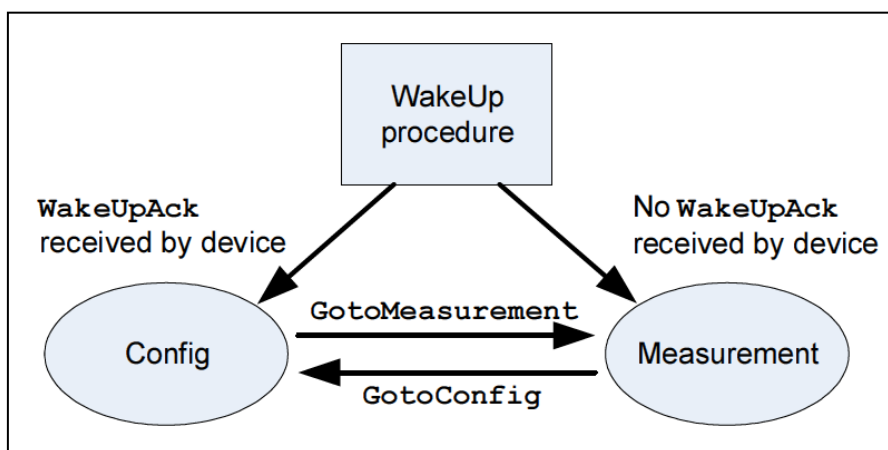 WakeUp
procedure
WakeUpAck
received by device
No WakeUpAck
received by device
GotoMeasurement
Config
Measurement
GotoConfig